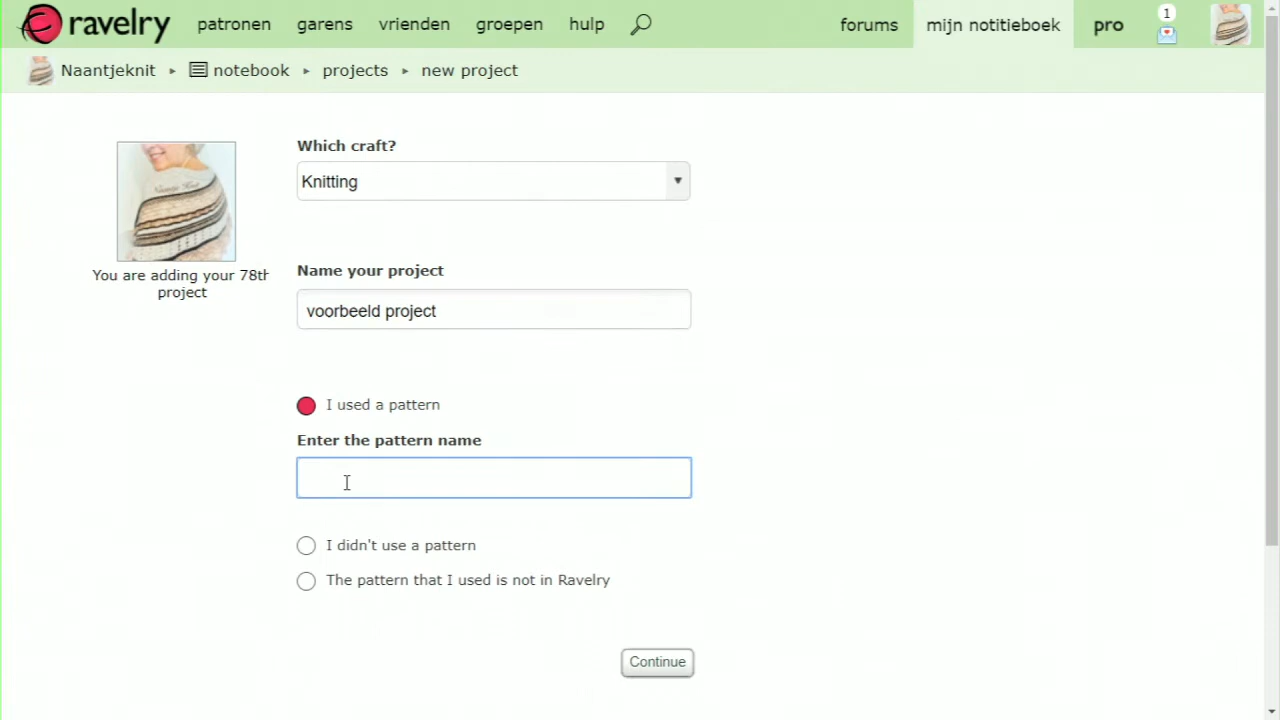 ravelry patronen garens vrienden groepen hulp forums mijn notitieboek pro 1
Naantjeknit ▸ notebook ▸ projects ▸ new project
Which craft?
Knitting
You are adding your 78th
project
Name your project
voorbeeld project
I used a pattern
Enter the pattern name
I didn't use a pattern
The pattern that I used is not in Ravelry
Continue